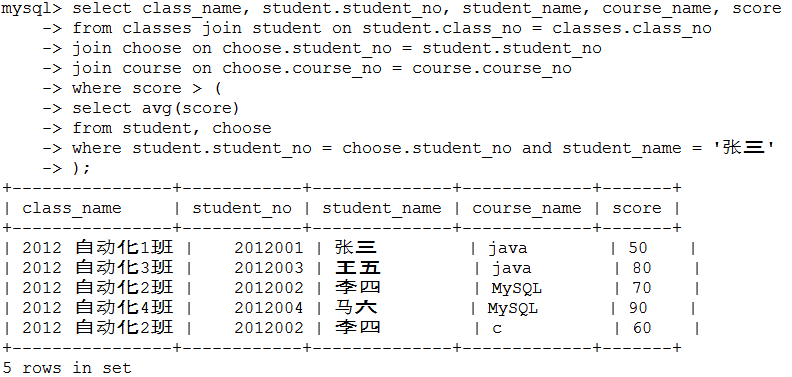 mysql> select class_name, student.student_no, student_name, course_name, score
    -> from classes join student on student.class_no = classes.class_no
    -> join choose on choose.student_no = student.student_no
    -> join course on choose.course_no = course.course_no
    -> where score > (
    -> select avg(score)
    -> from student, choose
    -> where student.student_no = choose.student_no and student_name = '张三'
    -> );
+----------------+------------+--------------+-------------+-------+
| class_name     | student_no | student_name | course_name | score |
+----------------+------------+--------------+-------------+-------+
| 2012 自动化1班 |    2012001 | 张三         | java        | 50    |
| 2012 自动化3班 |    2012003 | 王五         | java        | 80    |
| 2012 自动化2班 |    2012002 | 李四         | MySQL       | 70    |
| 2012 自动化4班 |    2012004 | 马六         | MySQL       | 90    |
| 2012 自动化2班 |    2012002 | 李四         | c           | 60    |
+----------------+------------+--------------+-------------+-------+
5 rows in set